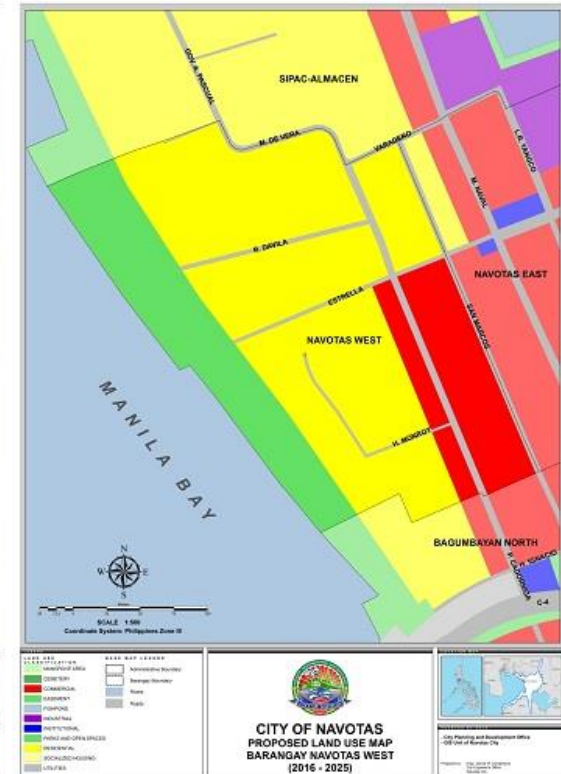 SIPAC-ALMACEN
GOV. A. PASCUAL
M. DE VERA
VARADERO
L.R. YANGCO
M. NAVAL
R. DAVILA
NAVOTAS EAST
ESTRELLA
SAN MARCOS
NAVOTAS WEST
MANILA BAY
H. MONROY
BAGUMBAYAN NORTH
H. IGNACIO
P. CADORNIGA
C-4
N
W
E
S
SCALE 1:500
Coordinate System: Philippines Zone III
LAND USE
CLASSIFICATION
CEMETERY
COMMERCIAL
EASEMENT
FISHPOND
INDUSTRIAL
INSTITUTIONAL
PARKS AND OPEN SPACES
RESIDENTIAL
SOCIALIZED HOUSING
UTILITIES
BASE MAP LEGEND
Administrative Boundary
Barangay Boundary
Roads
CITY OF NAVOTAS
PROPOSED LAND USE MAP
BARANGAY NAVOTAS WEST
(2016 - 2025)
- City Planning and Development Office
- GIS Unit of Navotas City